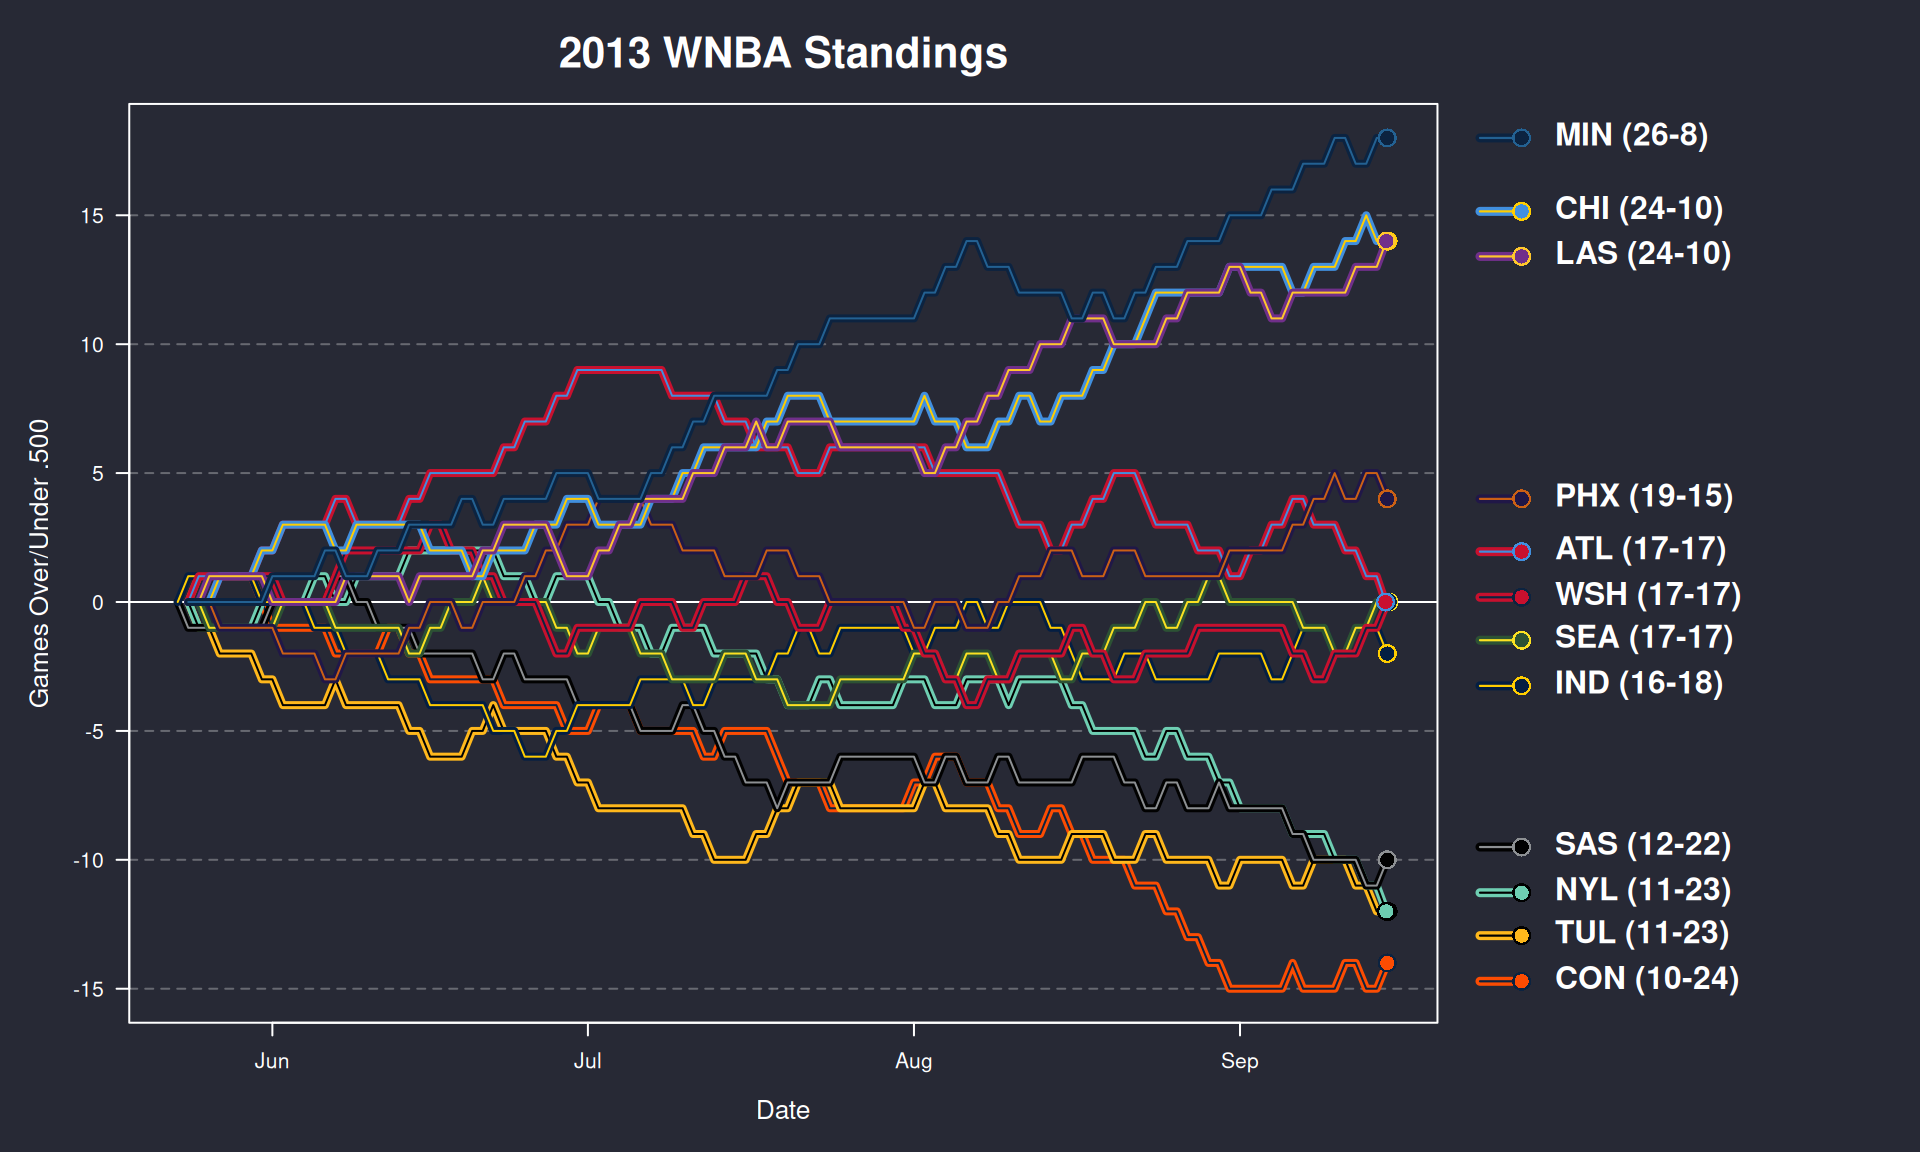 2013 WNBA Standings
Games Over/Under .500
15
10
5
0
-5
-10
-15
Jun
Jul
Aug
Sep
Date
MIN (26-8)
CHI (24-10)
LAS (24-10)
PHX (19-15)
ATL (17-17)
WSH (17-17)
SEA (17-17)
IND (16-18)
SAS (12-22)
NYL (11-23)
TUL (11-23)
CON (10-24)